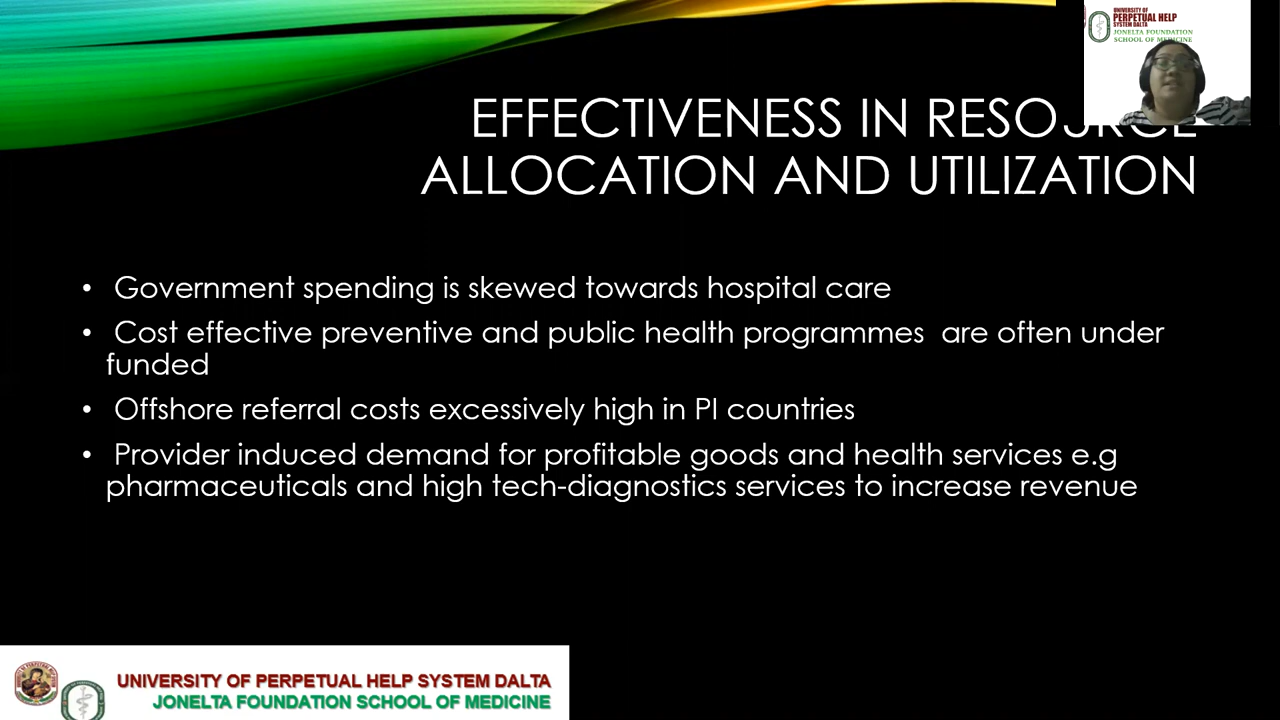 UNIVERSITY OF
PERPETUAL HELP
SYSTEM DALTA
JONELTA FOUNDATION
SCHOOL OF MEDICINE
EFFECTIVENESS IN RESOURCE
ALLOCATION AND UTILIZATION
• Government spending is skewed towards hospital care
• Cost effective preventive and public health programmes are often under
funded
• Offshore referral costs excessively high in PI countries
• Provider induced demand for profitable goods and health services e.g
pharmaceuticals and high tech-diagnostics services to increase revenue
UNIVERSITY OF PERPETUAL HELP SYSTEM DALTA
JONELTA FOUNDATION SCHOOL OF MEDICINE